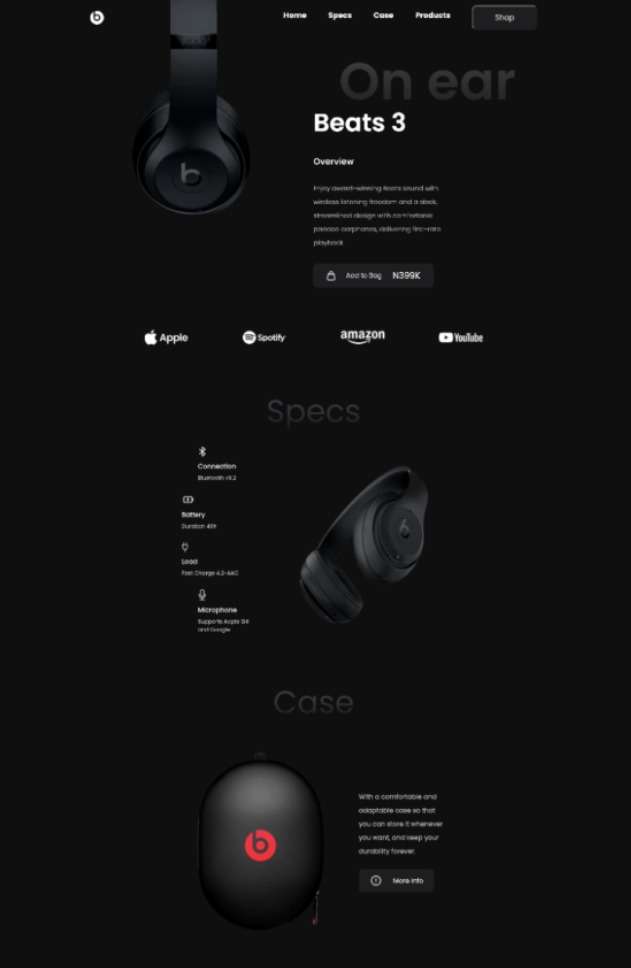 b
Home Specs Case Products Shop
On ear
Beats 3
Overview
Enjoy award-winning Beats sound with
wireless listening freedom and a sleek,
streamlined design with comfortable
padded earphones, delivering first-rate
playback
Add to Bag N399K
Apple Spotify amazon YouTube
Specs
Connection
Bluetooth v5.2
Battery
Duration 40h
Load
Fast Charge 4.2-AAC
Microphone
Supports Apple Siri
and Google
Case
With a comfortable and
adaptable case so that
you can store it whenever
you want, and keep your
durability forever.
More Info